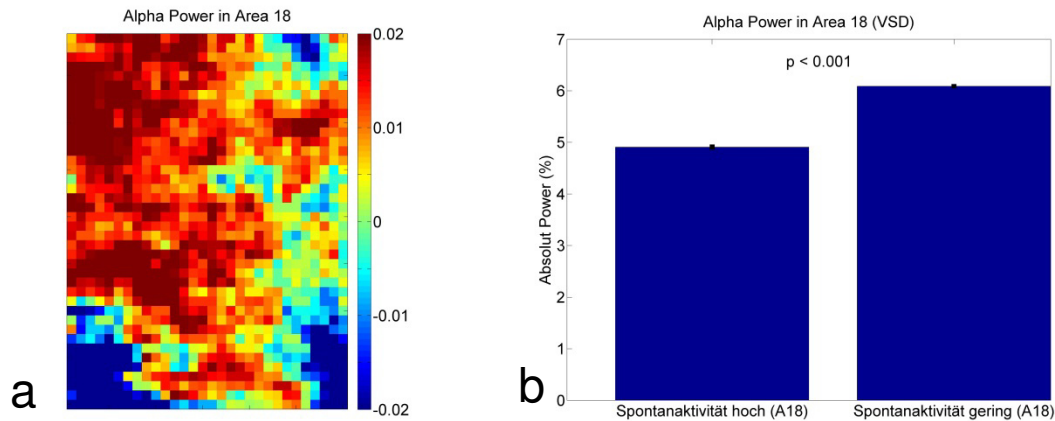 Alpha Power in Area 18
0.02
0.01
0
-0.01
-0.02
a
Alpha Power in Area 18 (VSD)
7
6
5
4
3
2
1
0
Absolut Power (%)
p < 0.001
Spontanaktivität hoch (A18)
Spontanaktivität gering (A18)
b